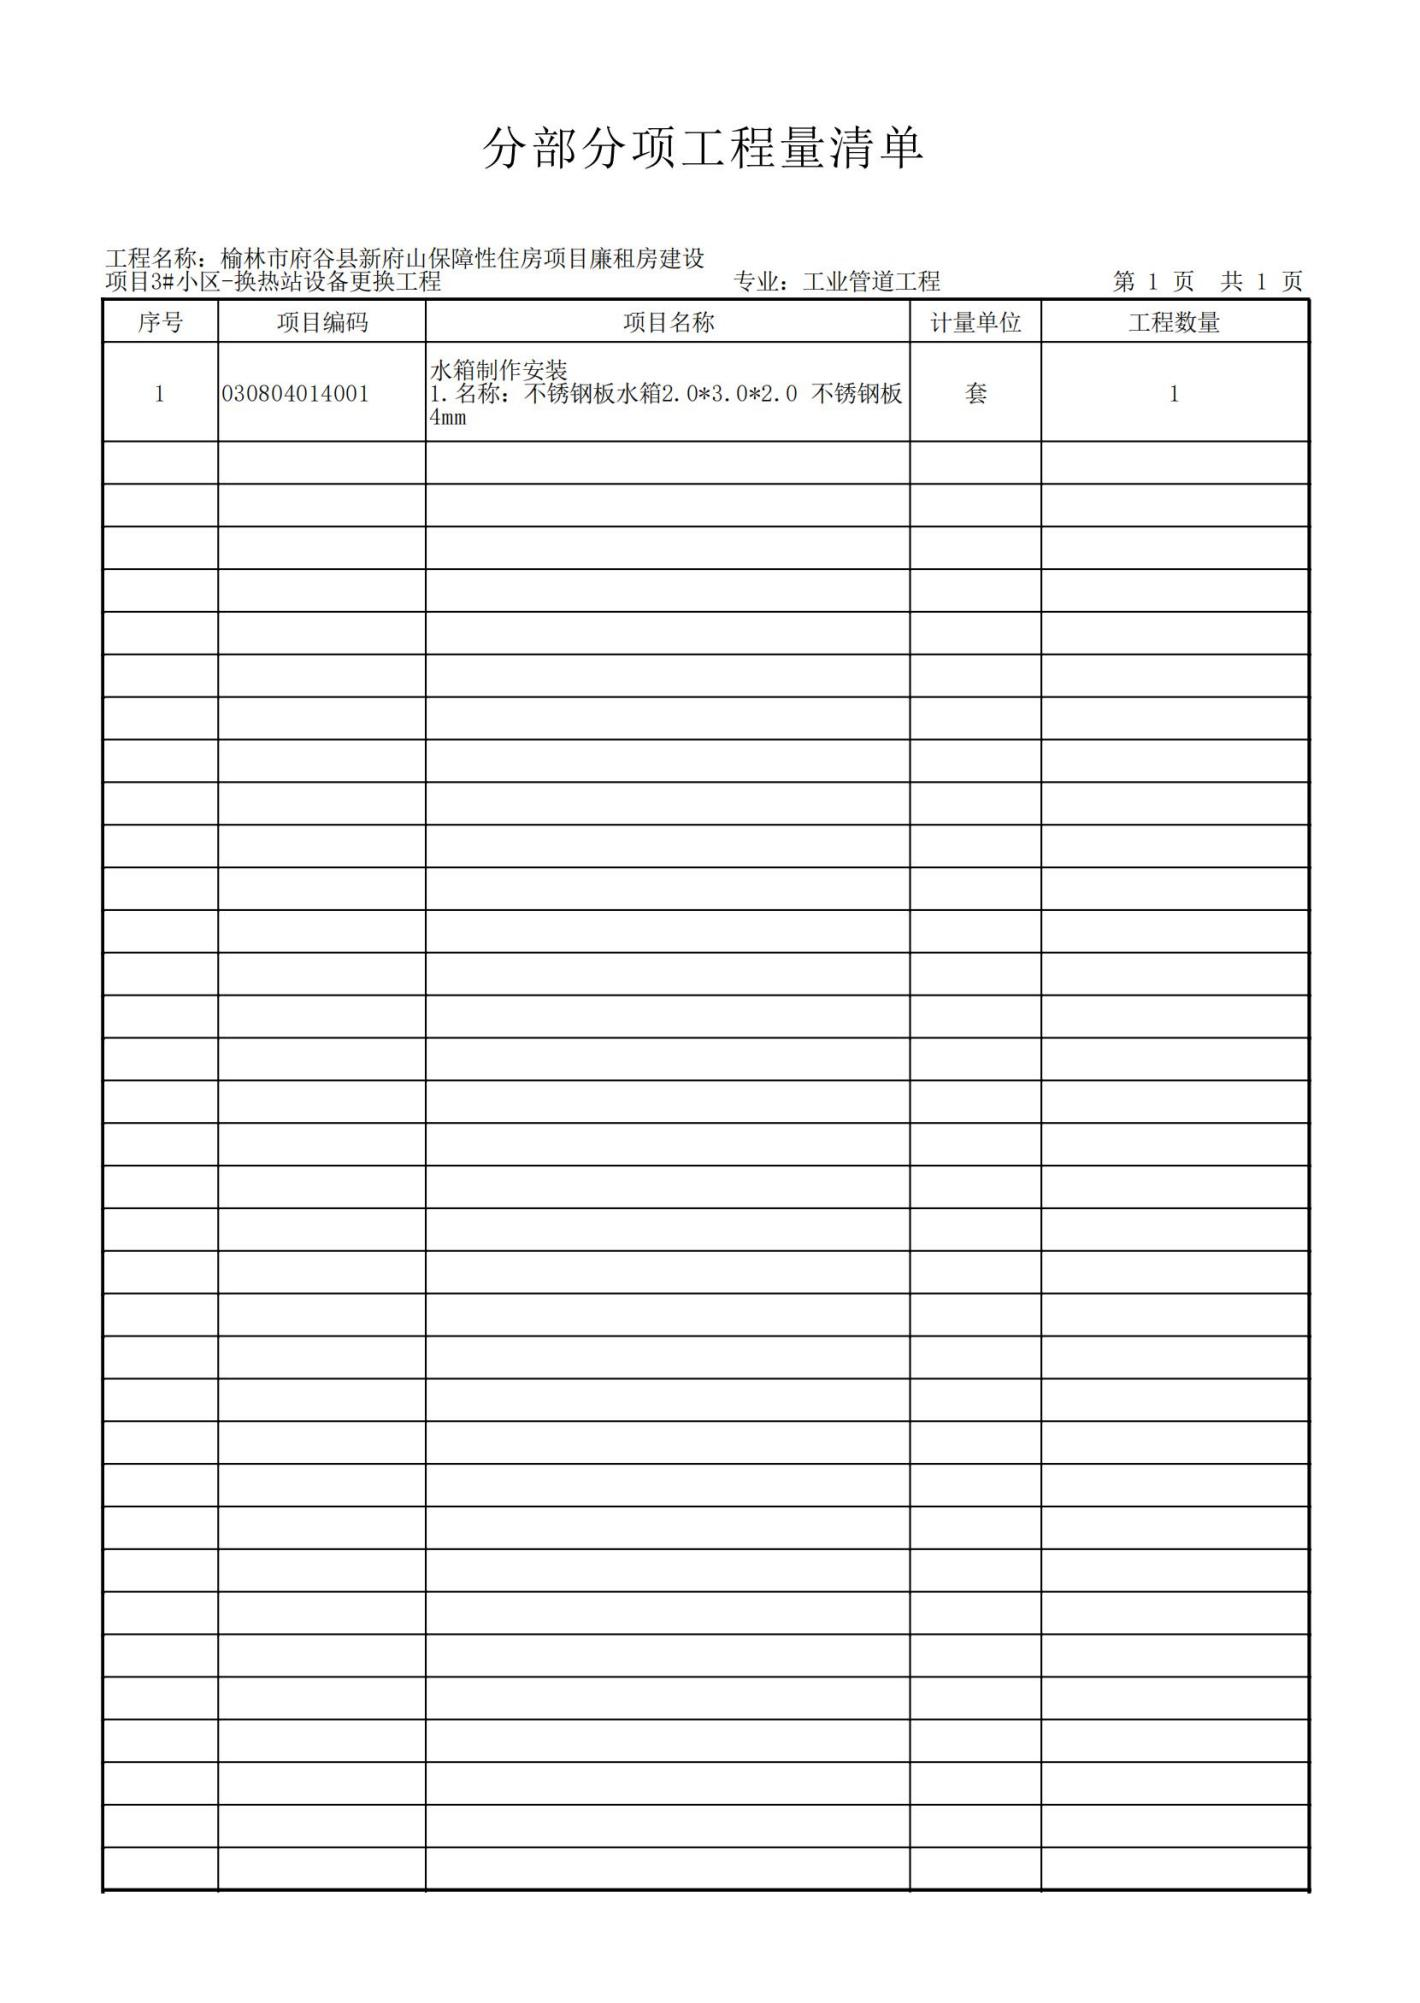 分部分项工程量清单
工程名称：榆林市府谷县新府山保障性住房项目廉租房建设
项目3#小区-换热站设备更换工程 专业：工业管道工程 第 1 页 共 1 页
序号 项目编码 项目名称 计量单位 工程数量
水箱制作安装
1 030804014001 1.名称：不锈钢板水箱2.0*3.0*2.0 不锈钢板 套 1
4mm